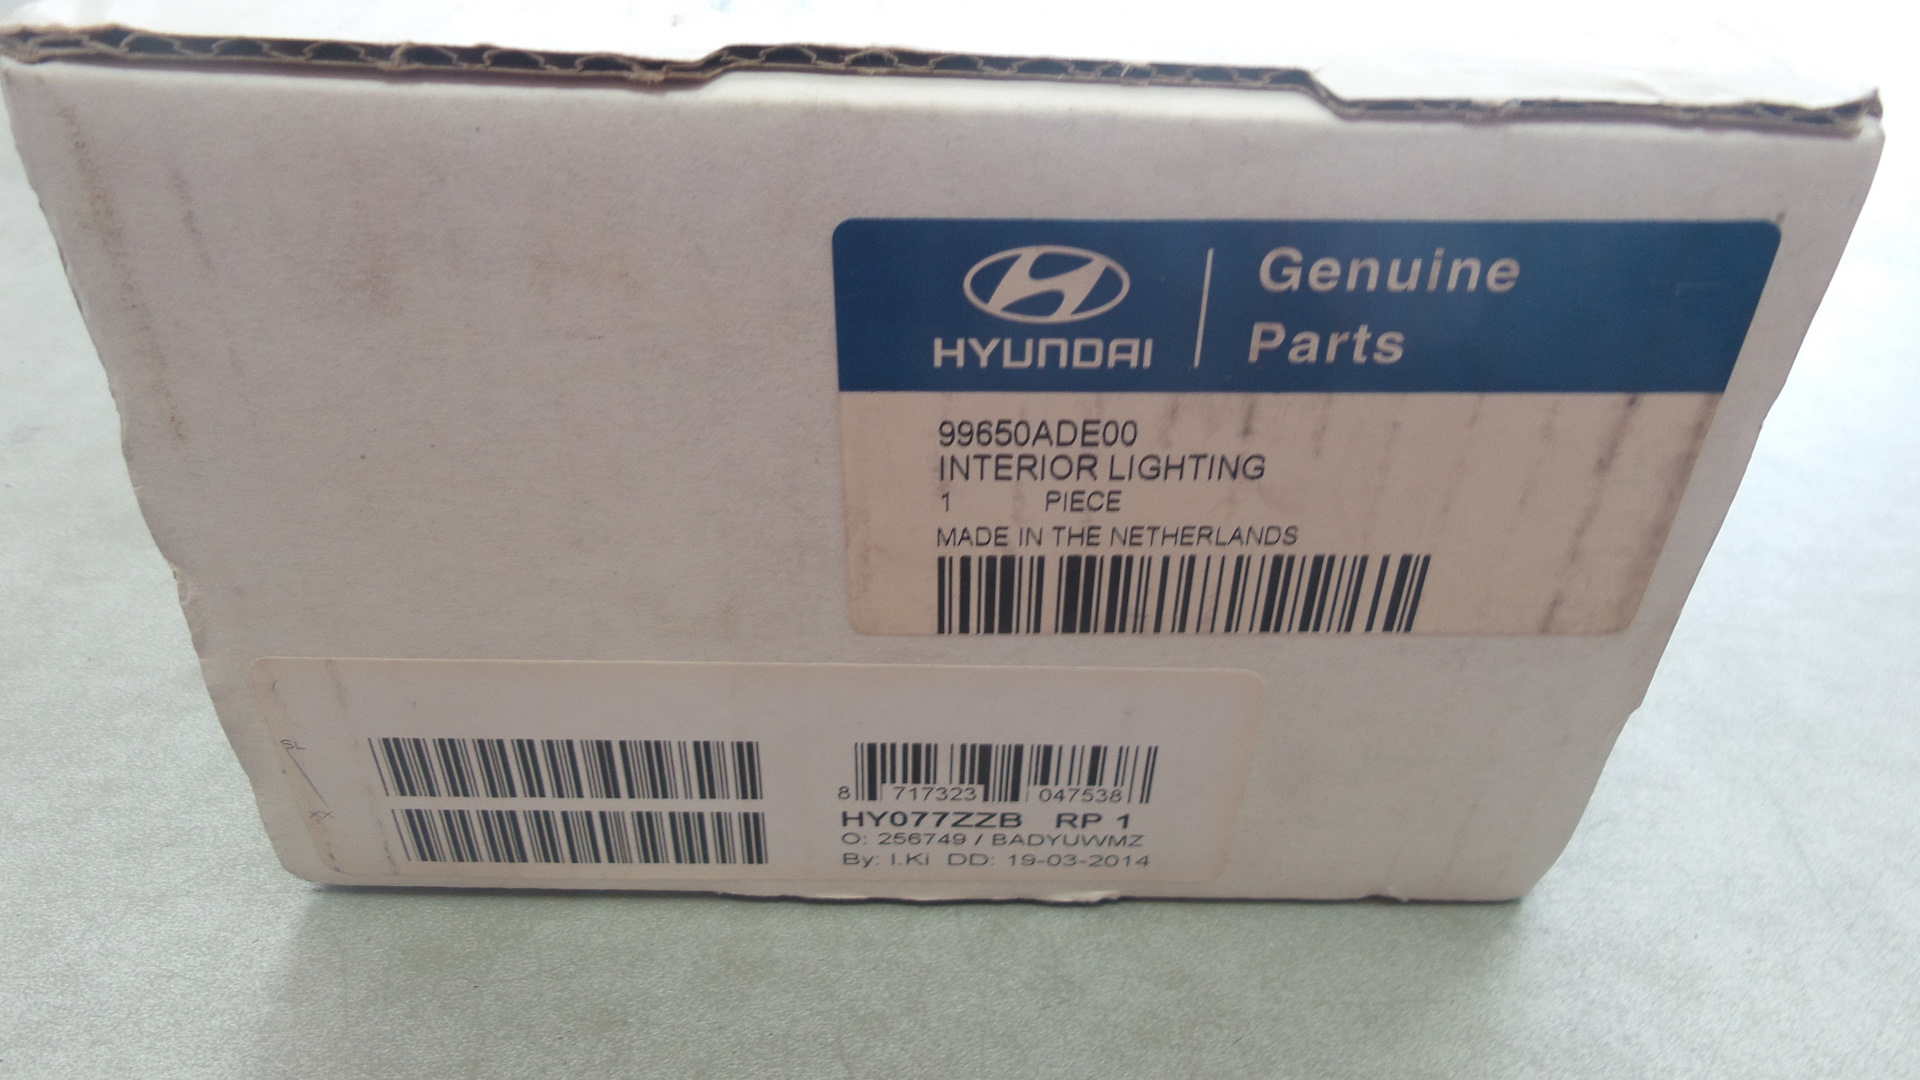 HYUNDAI
Genuine
Parts
99650ADE00
INTERIOR LIGHTING
1 PIECE
MADE IN THE NETHERLANDS
SL
XX
8 717323 047538
HY077ZZB RP 1
O: 256749 / BADYUWMZ
By: I.Ki DD: 19-03-2014